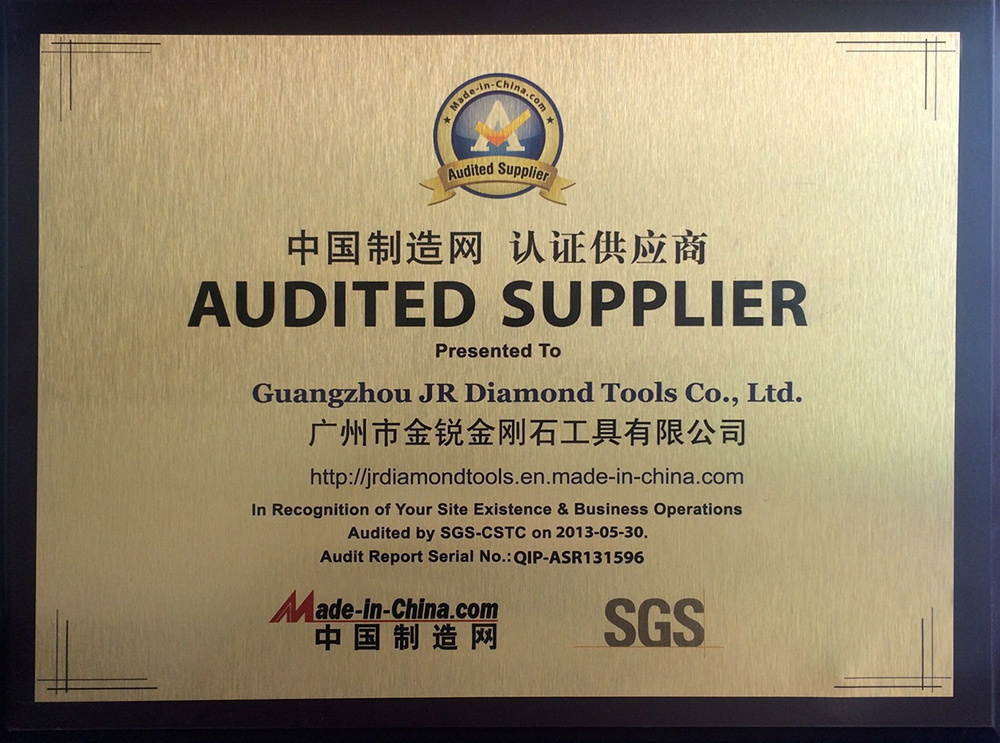 Made-in-China.com
A
Audited Supplier
中国制造网 认证供应商
AUDITED SUPPLIER
Presented To
Guangzhou JR Diamond Tools Co., Ltd.
广州市金锐金刚石工具有限公司
http://jrdiamondtools.en.made-in-china.com
In Recognition of Your Site Existence & Business Operations
Audited by SGS-CSTC on 2013-05-30.
Audit Report Serial No.:QIP-ASR131596
Made-in-China.com
中国制造网
SGS